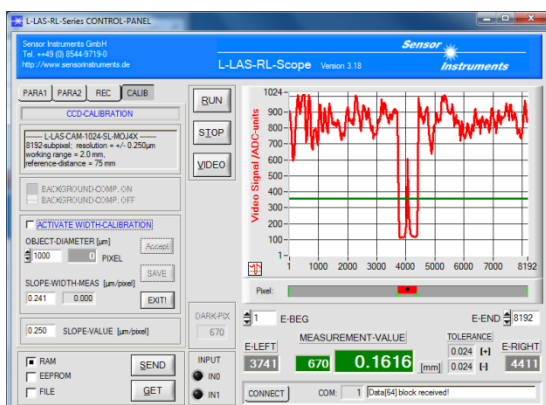 L-LAS-RL-Series CONTROL-PANEL
Sensor Instruments GmbH
Tel. ++49 (0) 8544-9719-0
http://www.sensorinstruments.de
L-LAS-RL-Scope Version 3.18
Sensor
Instruments
PARA1 PARA2 REC CALIB
CCD-CALIBRATION
------ L-LAS-CAM-1024-SL-MOJ4X ------
8192-subpixel; resolution = +/- 0.250µm
working range = 2.0 mm,
reference-distance = 75 mm
BACKGROUND-COMP. ON
BACKGROUND-COMP. OFF
ACTIVATE WIDTH-CALIBRATION
OBJECT-DIAMETER [µm]
1000 0 PIXEL
Accept
SLOPE-WIDTH-MEAS [µm/pixel]
SAVE
0.241 0.000
EXIT!
0.250 SLOPE-VALUE [µm/pixel]
RAM
EEPROM
FILE
SEND
GET
RUN
STOP
VIDEO
DARK-PIX
670
INPUT
IN0
IN1
Video Signal /ADC-units
1024
900
800
700
600
500
400
300
200
100
1
1 1000 2000 3000 4000 5000 6000 7000 8192
Pixel:
1 E-BEG
E-END 8192
E-LEFT
3741
MEASUREMENT-VALUE
670 0.1616 [mm]
TOLERANCE
0.024 [+]
0.024 [-]
E-RIGHT
4411
CONNECT
COM: 1
Data[64] block received!